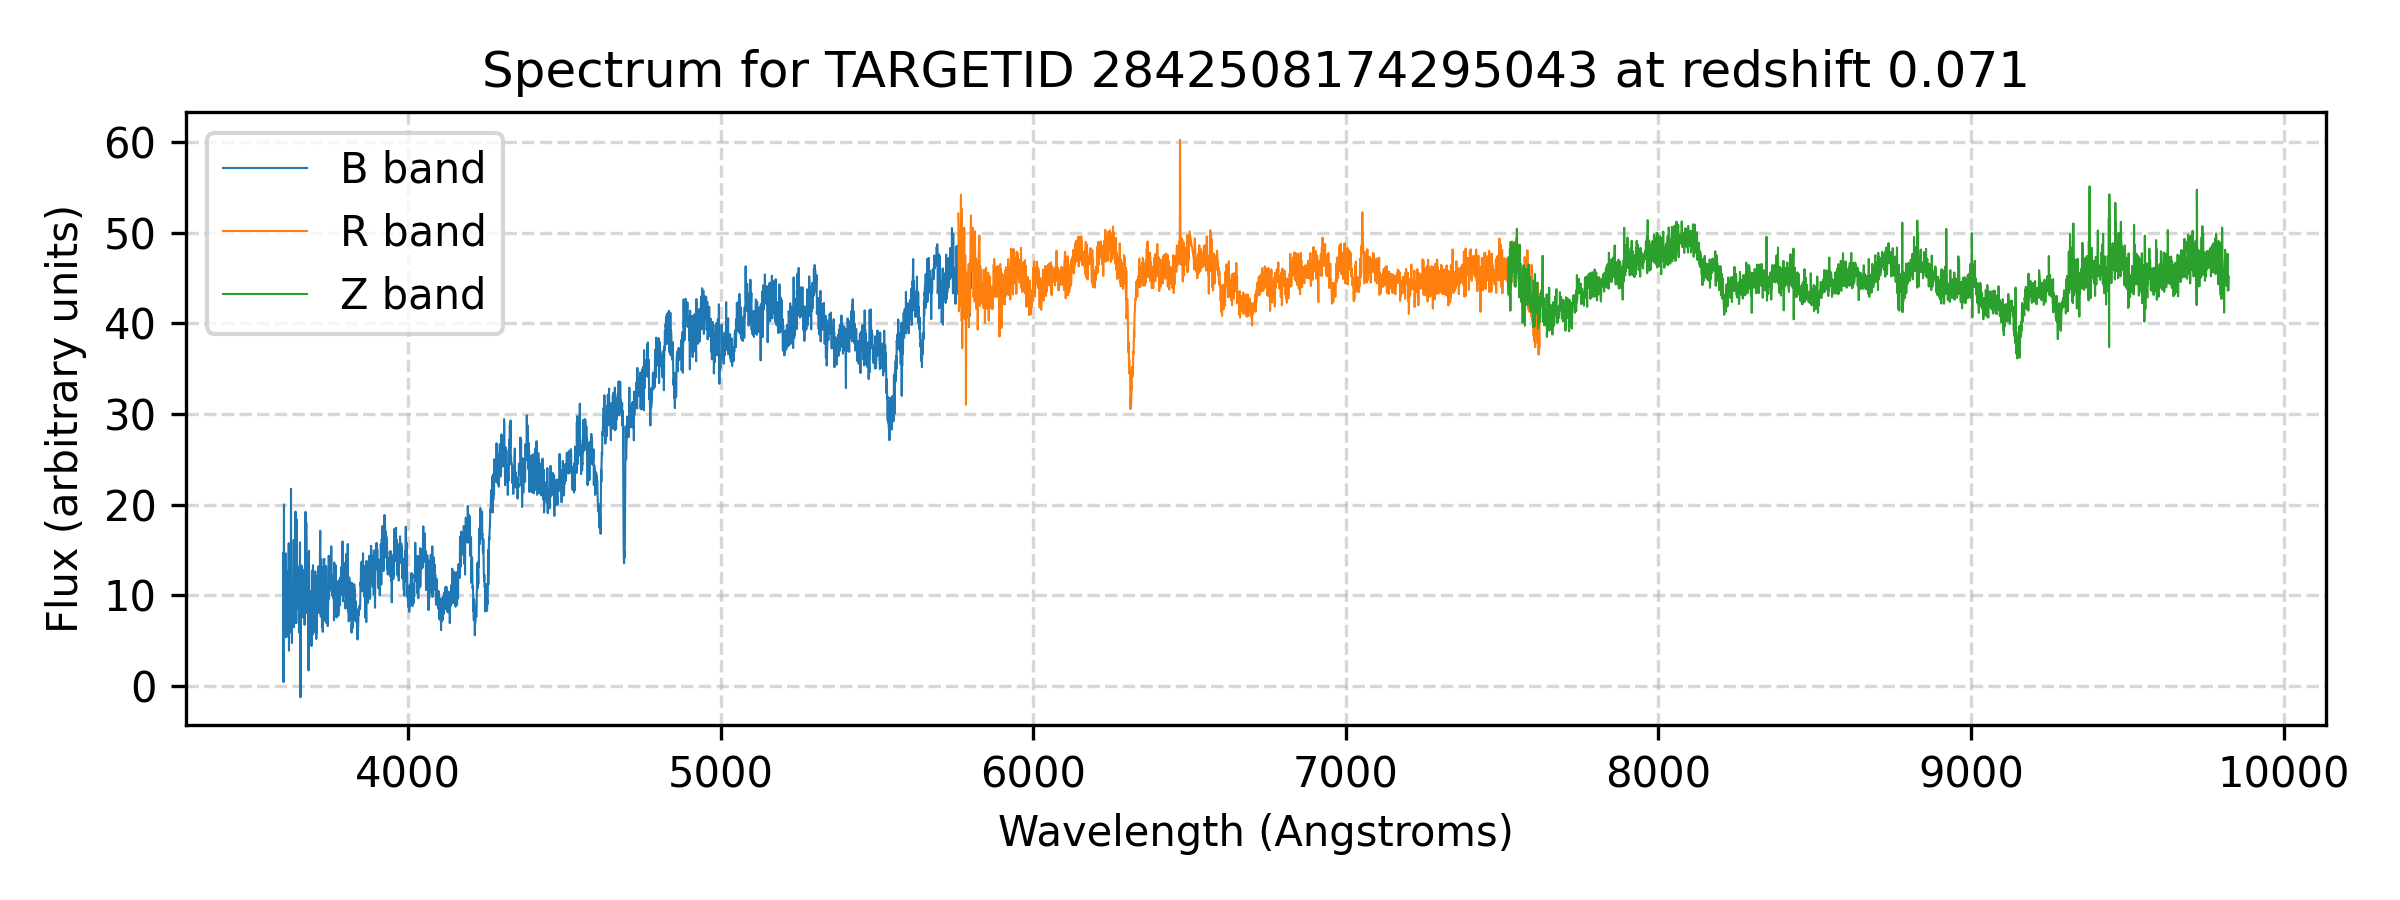 Spectrum for TARGETID 2842508174295043 at redshift 0.071
B band
R band
Z band
60
50
40
30
20
10
0
Flux (arbitrary units)
4000 5000 6000 7000 8000 9000 10000
Wavelength (Angstroms)